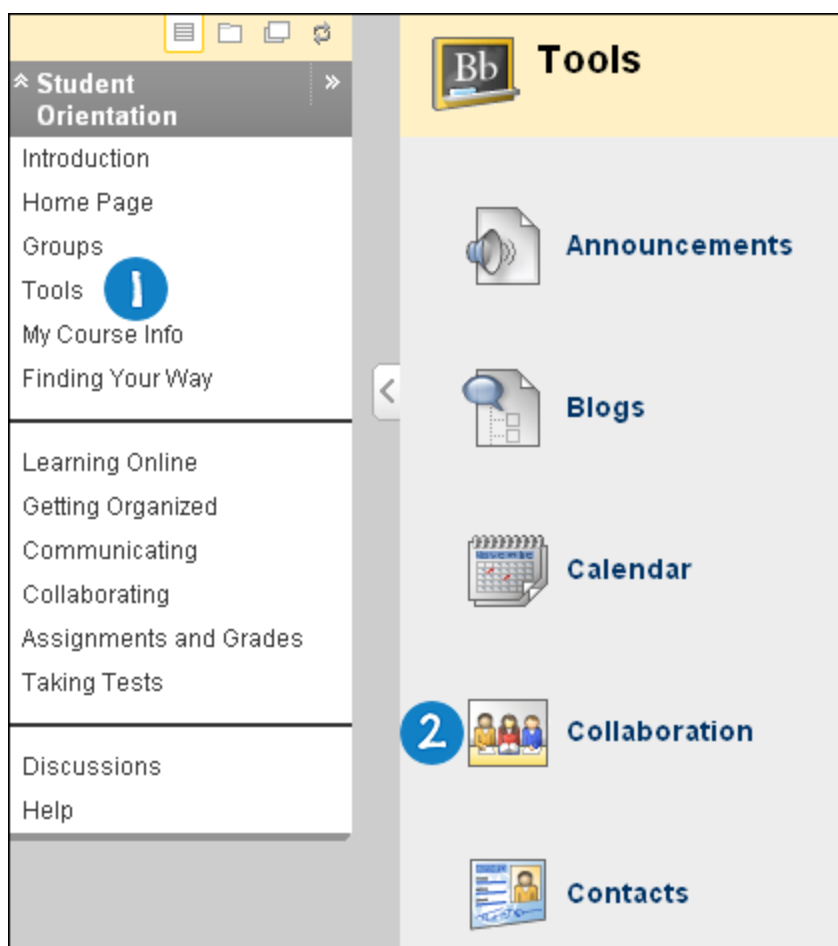 Student
Orientation
Introduction
Home Page
Groups
Tools
1
My Course Info
Finding Your Way
Learning Online
Getting Organized
Communicating
Collaborating
Assignments and Grades
Taking Tests
Discussions
Help
Bb
Tools
Announcements
Blogs
Calendar
2
Collaboration
Contacts